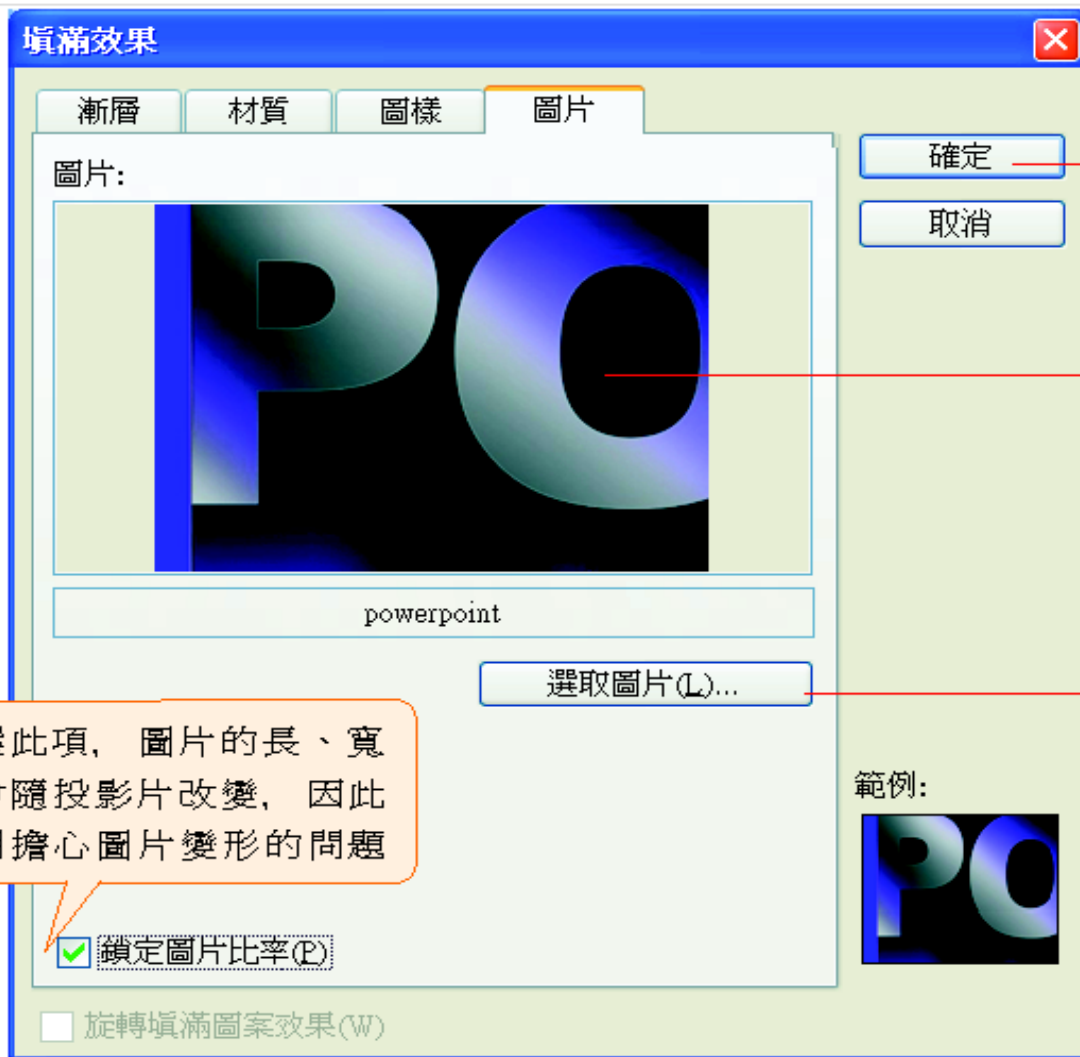 填滿效果
漸層 材質 圖樣 圖片
確定
圖片:
取消
PO
powerpoint
選取圖片(L)...
此項, 圖片的長、寬
隨投影片改變, 因此
擔心圖片變形的問題
範例:
PO
鎖定圖片比率(P)
旋轉填滿圖案效果(W)